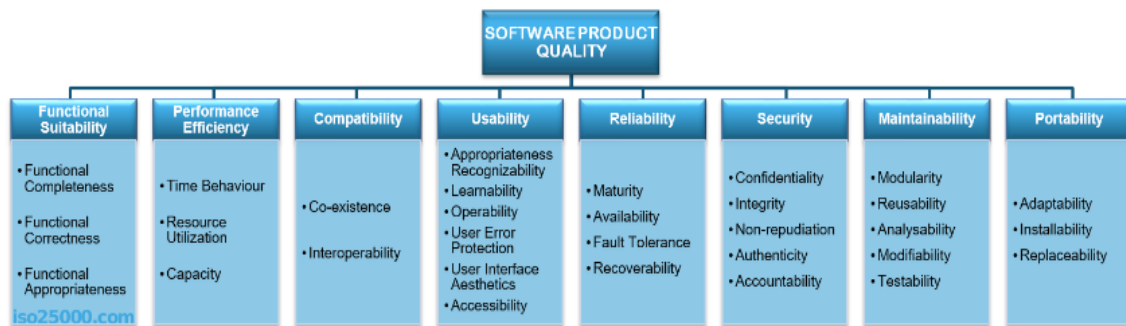 SOFTWARE PRODUCT
QUALITY
Functional
Suitability
Performance
Efficiency
Compatibility
Usability
Reliability
Security
Maintainability
Portability
• Functional
Completeness
• Functional
Correctness
• Functional
Appropriateness
• Time Behaviour
• Resource
Utilization
• Capacity
• Co-existence
• Interoperability
• Appropriateness
Recognizability
• Learnability
• Operability
• User Error
Protection
• User Interface
Aesthetics
• Accessibility
• Maturity
• Availability
• Fault Tolerance
• Recoverability
• Confidentiality
• Integrity
• Non-repudiation
• Authenticity
• Accountability
• Modularity
• Reusability
• Analysability
• Modifiability
• Testability
• Adaptability
• Installability
• Replaceability
iso25000.com